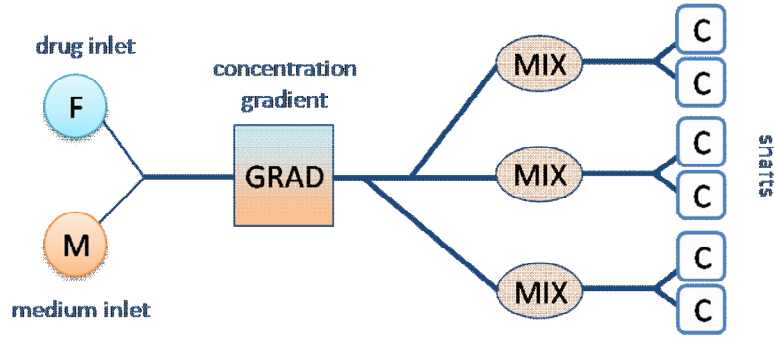 drug inlet
F
concentration
gradient
GRAD
M
medium inlet
MIX
MIX
MIX
C
C
C
C
C
C
shafts